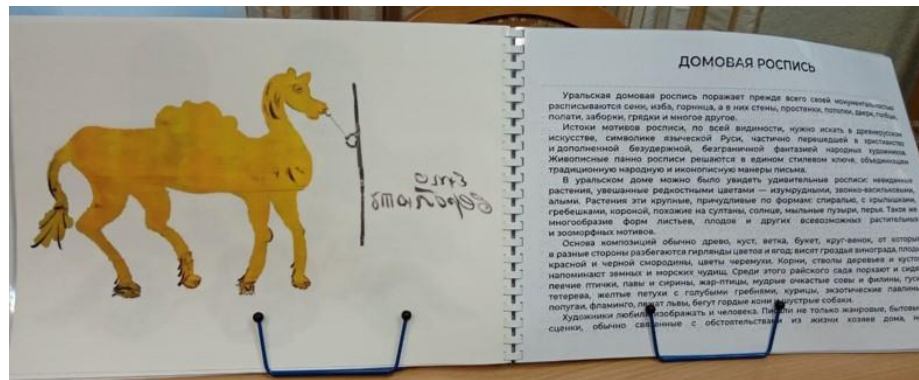 ДОМОВАЯ РОСПИСЬ
Уральская домовая роспись поражает прежде всего своей монументальностью:
расписываются сени, изба, горница, а в них стены, простенки, потолки, двери, голбцы,
полати, заборки, грядки и многое другое.
Истоки мотивов росписи, по всей видимости, нужно искать в древнерусском
искусстве, символике языческой Руси, частично перешедшей в христианство
и дополненной безудержной, безграничной фантазией народных художников.
Живописные панно росписи решаются в едином стилевом ключе, объединяющем
традиционную народную и иконописную манеры письма.
В уральском доме можно было увидеть удивительные росписи: невиданные
растения, увешанные редкостными цветами — изумрудными, звонко-васильковыми,
алыми. Растения эти крупные, причудливые по формам: спиралью, с крылышками,
гребешками, короной, похожие на султаны, солнце, мыльные пузыри, перья. Такое же
многообразие форм листьев, плодов и других всевозможных растительных
и зооморфных мотивов.
Основа композиций обычно древо, куст, ветка, букет, круг-венок, от которых
в разные стороны разбегаются гирлянды цветов и ягод: висят гроздья винограда, плоды
красной и черной смородины, цветы черемухи. Корни, стволы деревьев и кустов
напоминают земных и морских чудищ. Среди этого райского сада порхают и сидят
певчие птички, павы и сирины, жар-птицы, мудрые очкастые совы и филины, гуси,
тетерева, желтые петухи с голубыми гребнями, курицы, экзотические павлины,
попугаи, фламинго, лежат львы, бегут гордые кони и шустрые собаки.
Художники любили изображать и человека. Писали не только жанровые, бытовые
сценки, обычно связанные с обстоятельствами из жизни хозяев дома,